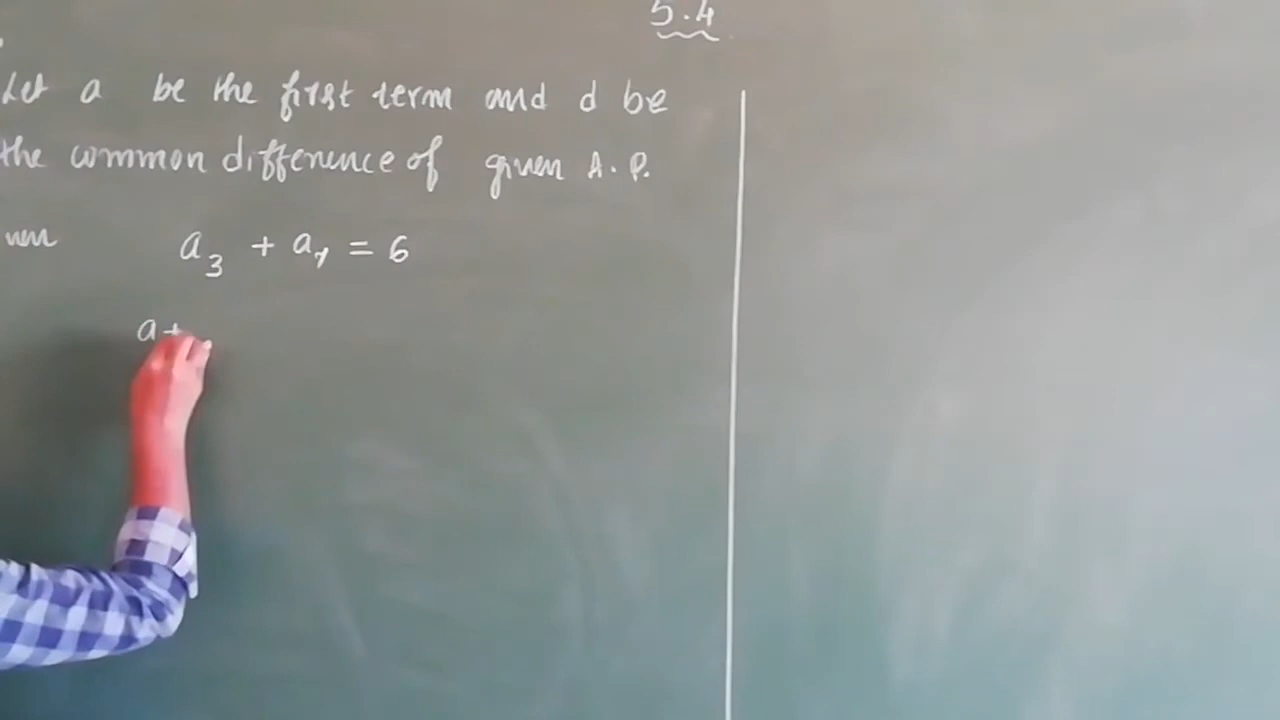 5.4
Let a be the first term and d be
the common difference of given A.P.
a₃ + a₇ = 6
a +